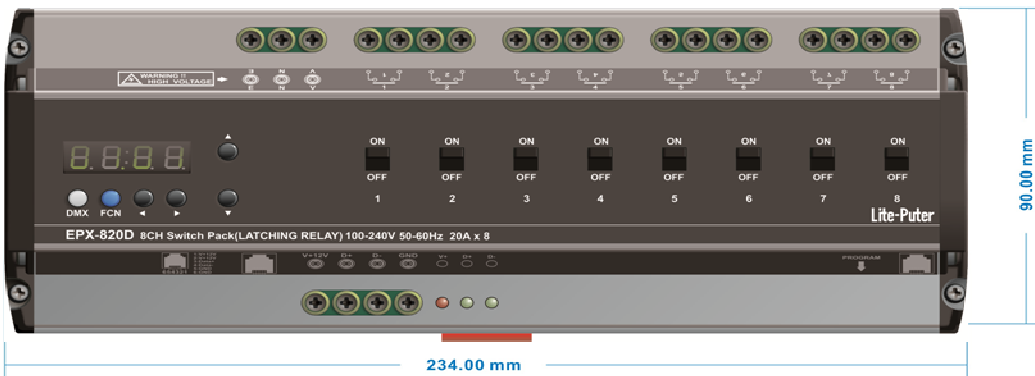 WARNING !!
HIGH VOLTAGE
E N
E N V
1 2 3 4 5 6 7 8
ON ON ON ON ON ON ON ON
OFF OFF OFF OFF OFF OFF OFF OFF
1 2 3 4 5 6 7 8
DMX FCN
Lite-Puter
EPX-820D 8CH Switch Pack(LATCHING RELAY) 100-240V 50-60Hz 20A x 8
V+12V D+ D- GND V+ D+ D-
PROGRAM
90.00 mm
234.00 mm